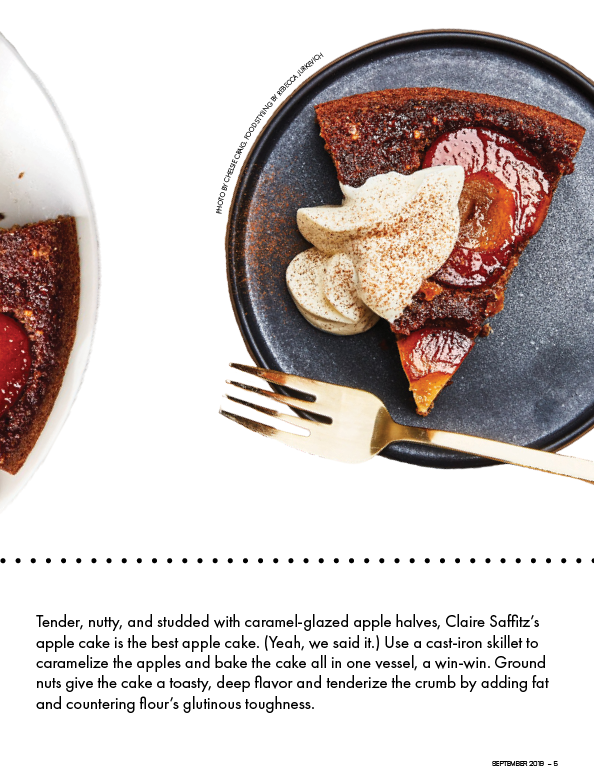 PHOTO BY CHELSIE CRAIG, FOOD STYLING BY REBECCA JURKEVICH
Tender, nutty, and studded with caramel-glazed apple halves, Claire Saffitz's
apple cake is the best apple cake. (Yeah, we said it.) Use a cast-iron skillet to
caramelize the apples and bake the cake all in one vessel, a win-win. Ground
nuts give the cake a toasty, deep flavor and tenderize the crumb by adding fat
and countering flour's glutinous toughness.
SEPTEMBER 2019 – 5